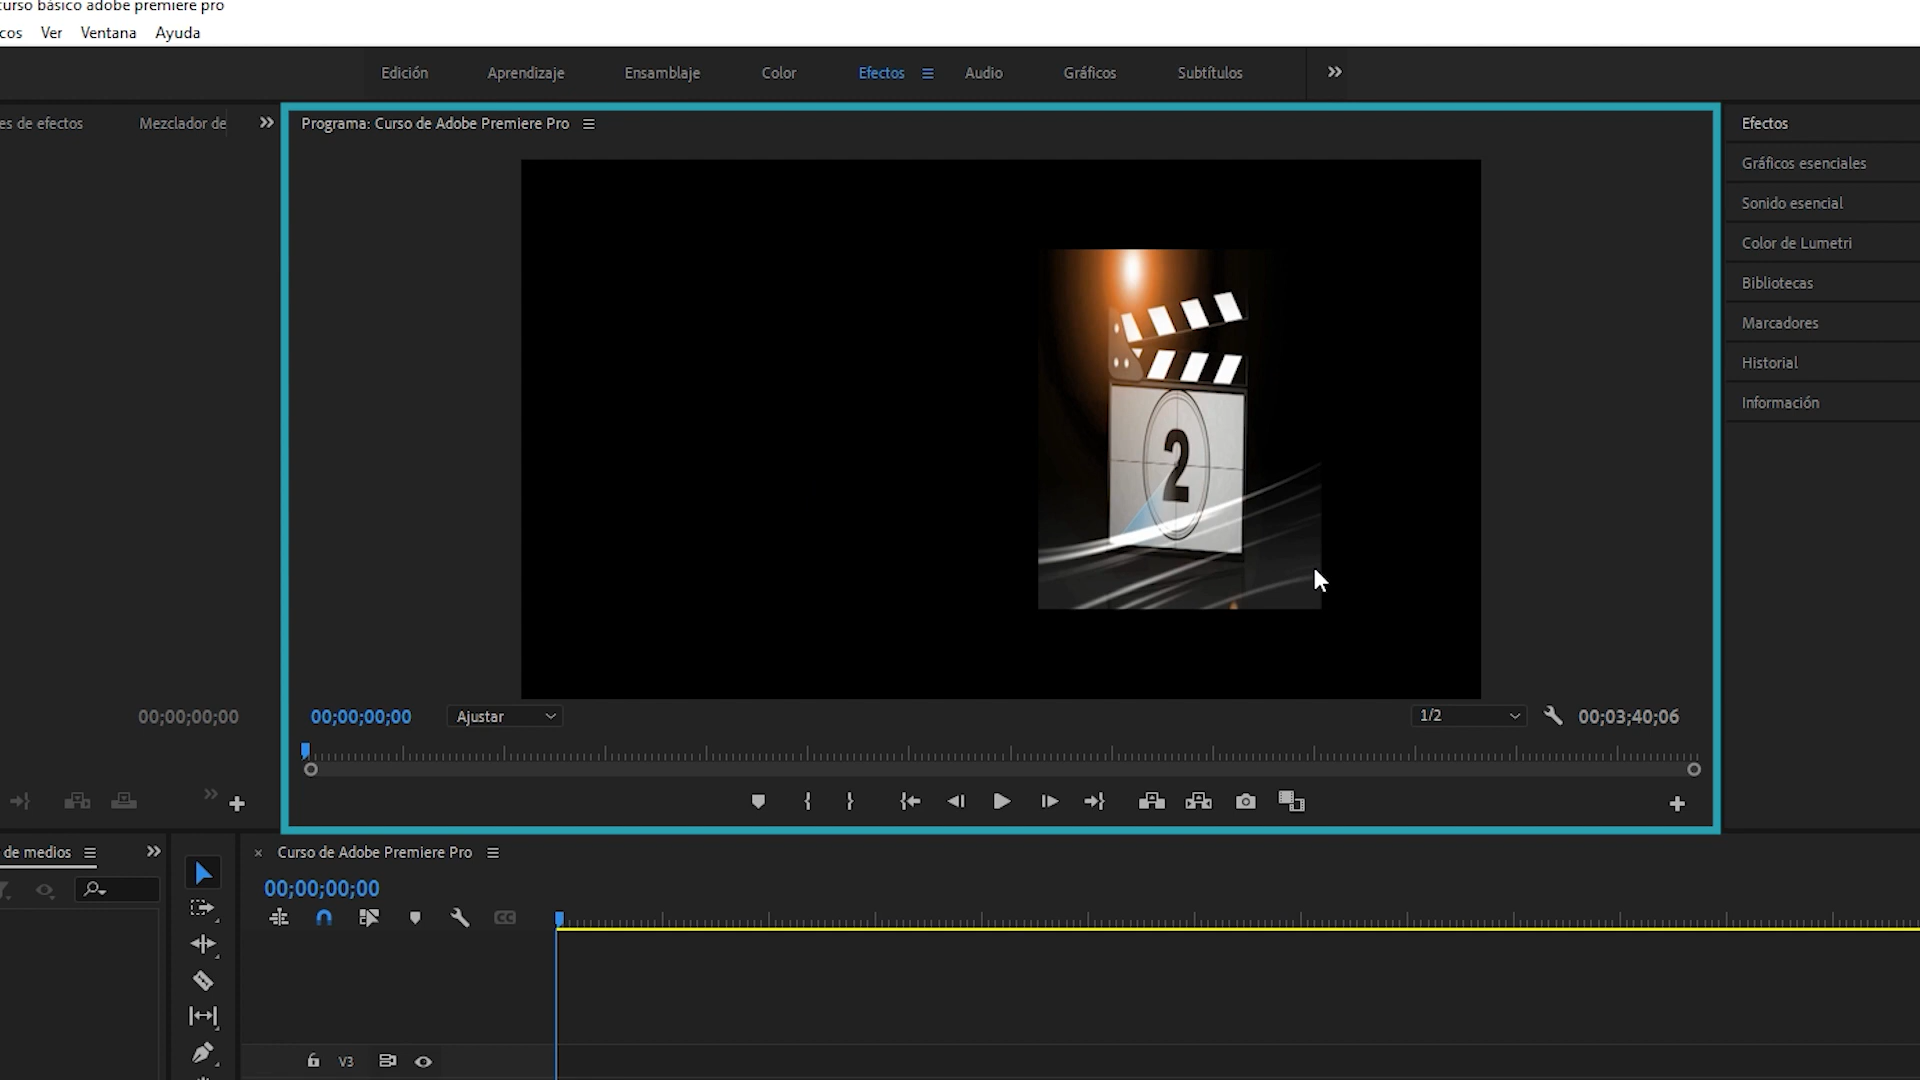 curso básico adobe premiere pro
cos Ver Ventana Ayuda
Edición Aprendizaje Ensamblaje Color Efectos Audio Gráficos Subtítulos
es de efectos Mezclador de
Programa: Curso de Adobe Premiere Pro
Efectos
Gráficos esenciales
Sonido esencial
Color de Lumetri
Bibliotecas
Marcadores
Historial
Información
2
00;00;00;00
00;00;00;00 Ajustar 1/2 00;03;40;06
de medios
Curso de Adobe Premiere Pro
00;00;00;00
CC
V3